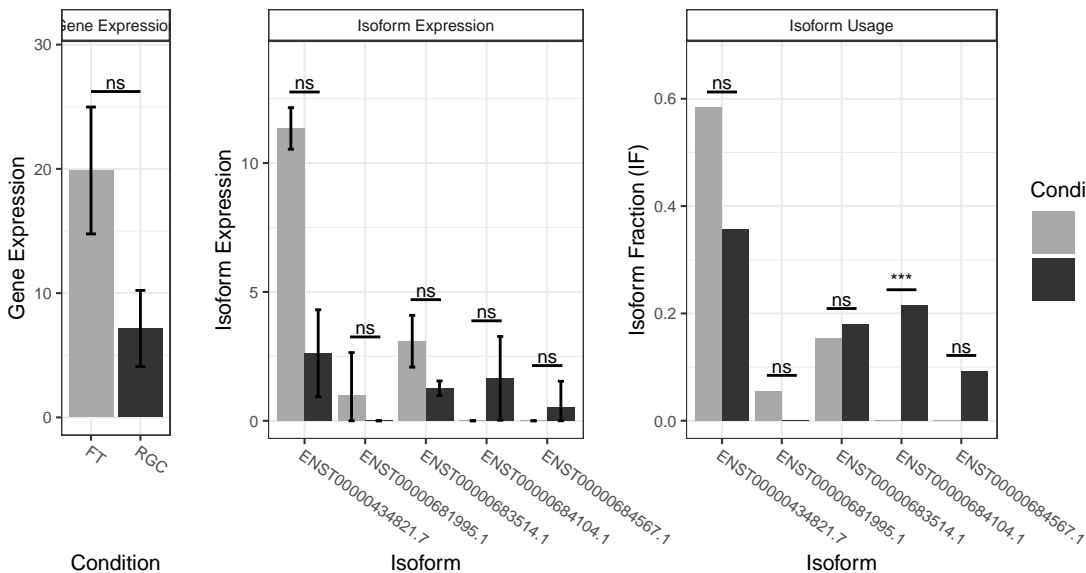 Gene Expression
Isoform Expression
Isoform Usage
Gene Expression
30
20
10
0
ns
FT
RGC
Condition
Isoform Expression
10
5
0
ns
ns
ns
ns
ns
ENST00000434821.7
ENST00000681995.1
ENST00000683514.1
ENST00000684104.1
ENST00000684567.1
Isoform
Isoform Fraction (IF)
0.6
0.4
0.2
0.0
ns
ns
ns
***
ns
ENST00000434821.7
ENST00000681995.1
ENST00000683514.1
ENST00000684104.1
ENST00000684567.1
Isoform
Condi